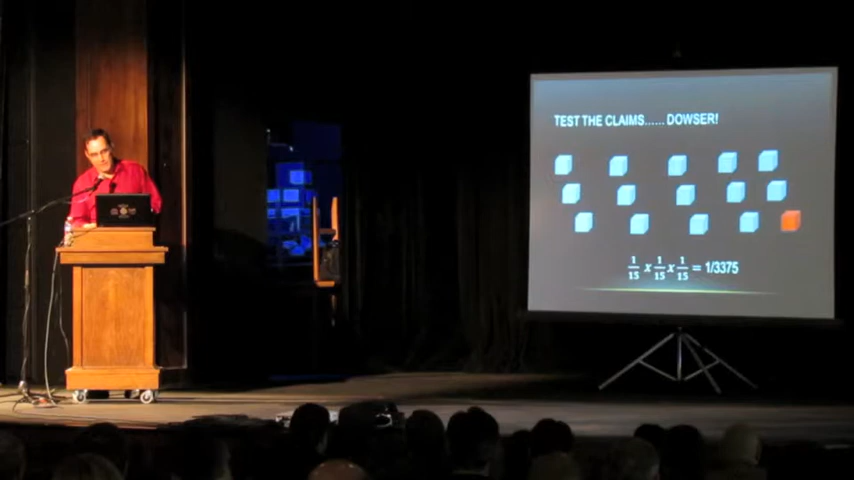 TEST THE CLAIMS...... DOWSER!
1/15 x 1/15 x 1/15 = 1/3375